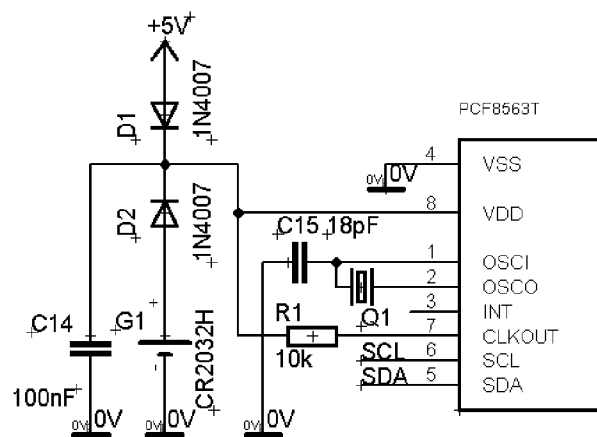 +5V
D1
1N4007
PCF8563T
0V
0V
4
VSS
8
VDD
D2
1N4007
C15
18pF
1
OSCI
2
OSCO
3
INT
7
CLKOUT
6
SCL
5
SDA
C14
100nF
G1
CR2032H
R1
10k
Q1
SCL
SDA
0V
0V
0V
0V
0V
0V